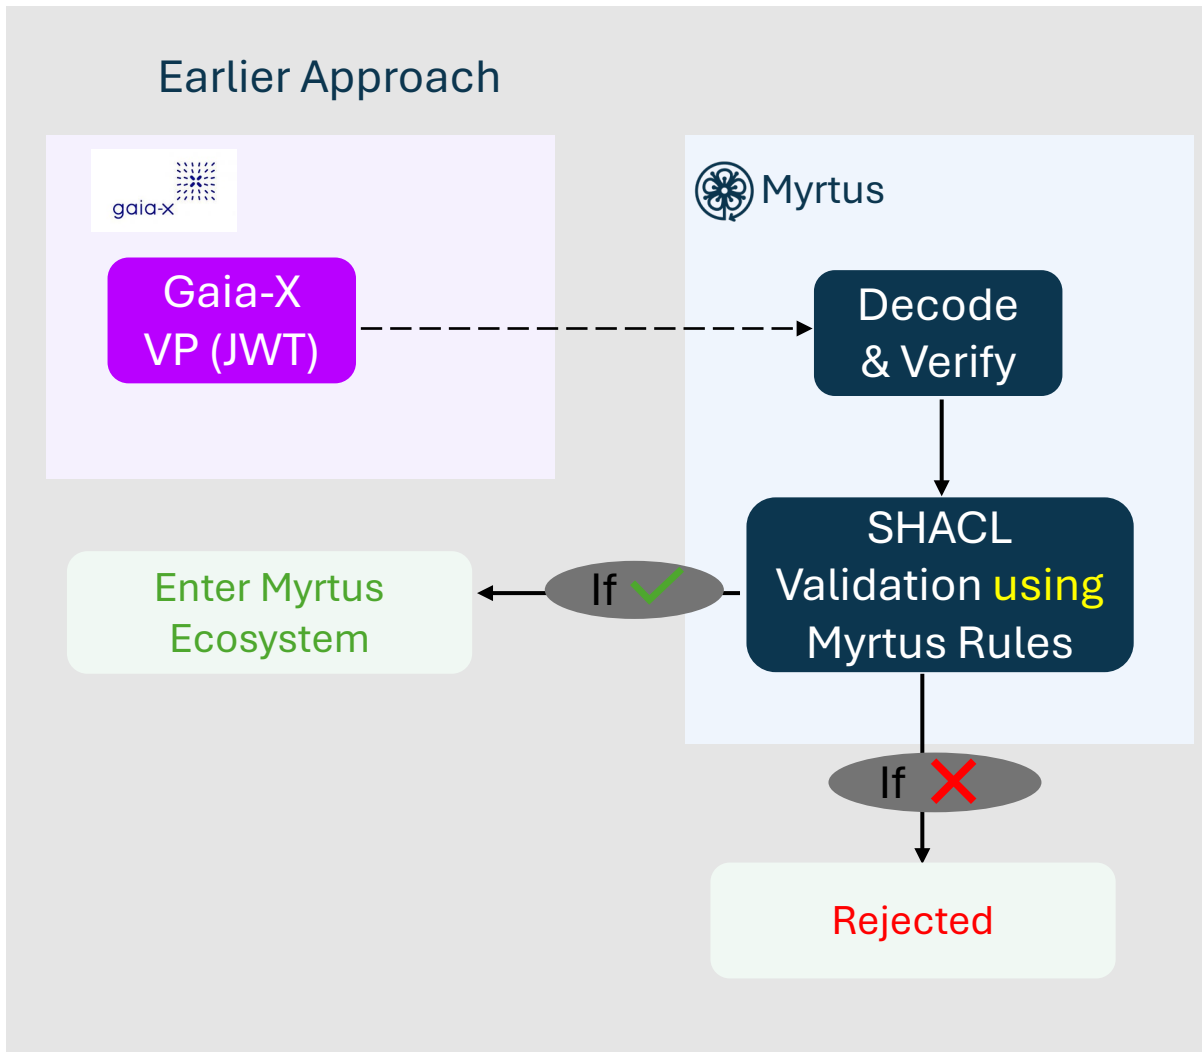 Earlier Approach
gaia-x
Myrtus
Gaia-X
VP (JWT)
Decode
& Verify
SHACL
Validation using
Myrtus Rules
If
Enter Myrtus
Ecosystem
If
Rejected